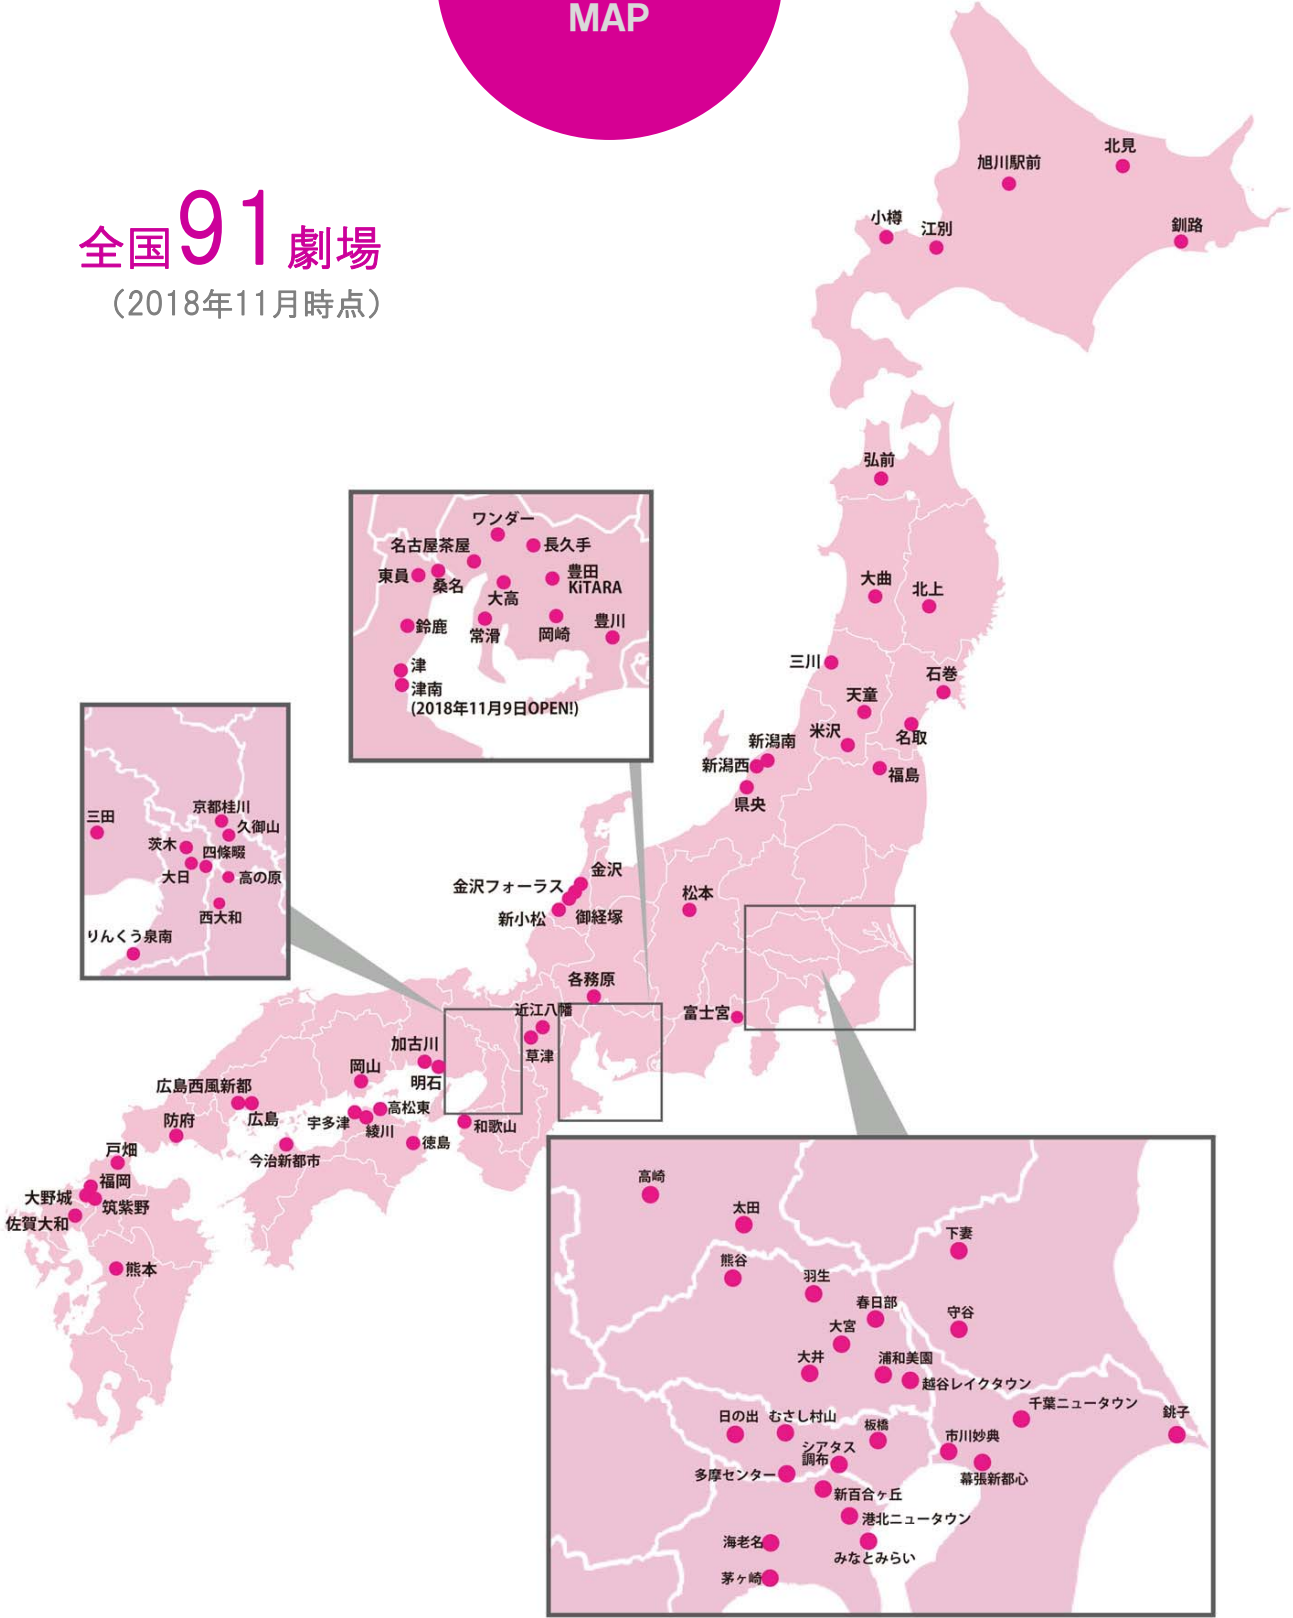 MAP
全国91劇場
（2018年11月時点）
北見
旭川駅前
小樽
江別
釧路
弘前
大曲
北上
三川
石巻
天童
米沢
名取
新潟南
新潟西
福島
県央
ワンダー
名古屋茶屋
長久手
東員
桑名
豊田
KiTARA
大高
鈴鹿
常滑
岡崎
豊川
津
津南
(2018年11月9日OPEN!)
京都桂川
三田
久御山
茨木
四條畷
大日
高の原
西大和
りんくう泉南
金沢
金沢フォーラス
新小松
御経塚
松本
各務原
富士宮
近江八幡
草津
加古川
岡山
明石
広島西風新都
広島
高松東
宇多津
綾川
和歌山
防府
徳島
今治新都市
戸畑
福岡
大野城
筑紫野
佐賀大和
熊本
高崎
太田
下妻
熊谷
羽生
春日部
守谷
大宮
大井
浦和美園
越谷レイクタウン
千葉ニュータウン
銚子
日の出
むさし村山
板橋
市川妙典
シアタス
調布
多摩センター
幕張新都心
新百合ヶ丘
港北ニュータウン
海老名
みなとみらい
茅ヶ崎